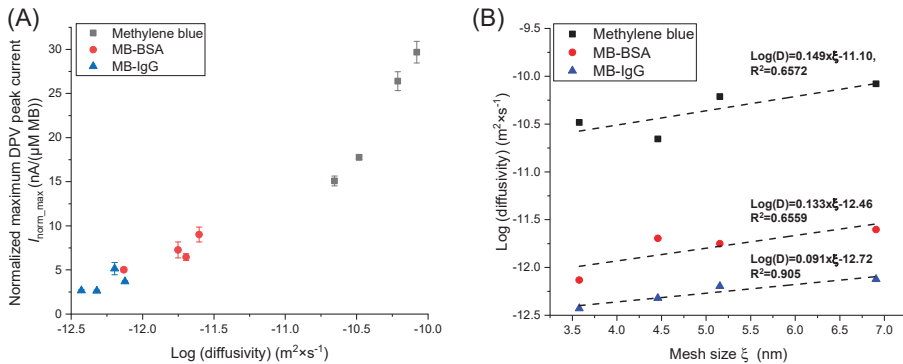 (A)
Methylene blue
MB-BSA
MB-IgG
Normalized maximum DPV peak current
I_norm_max (nA/(µM MB))
30
25
20
15
10
5
0
-12.5 -12.0 -11.5 -11.0 -10.5 -10.0
Log (diffusivity) (m²×s⁻¹)
(B)
Methylene blue
MB-BSA
MB-IgG
Log (diffusivity) (m²×s⁻¹)
-9.5
-10.0
-10.5
-11.0
-11.5
-12.0
-12.5
Log(D)=0.149xξ-11.10,
R²=0.6572
Log(D)=0.133xξ-12.46
R²=0.6559
Log(D)=0.091xξ-12.72
R²=0.905
3.5 4.0 4.5 5.0 5.5 6.0 6.5 7.0
Mesh size ξ (nm)